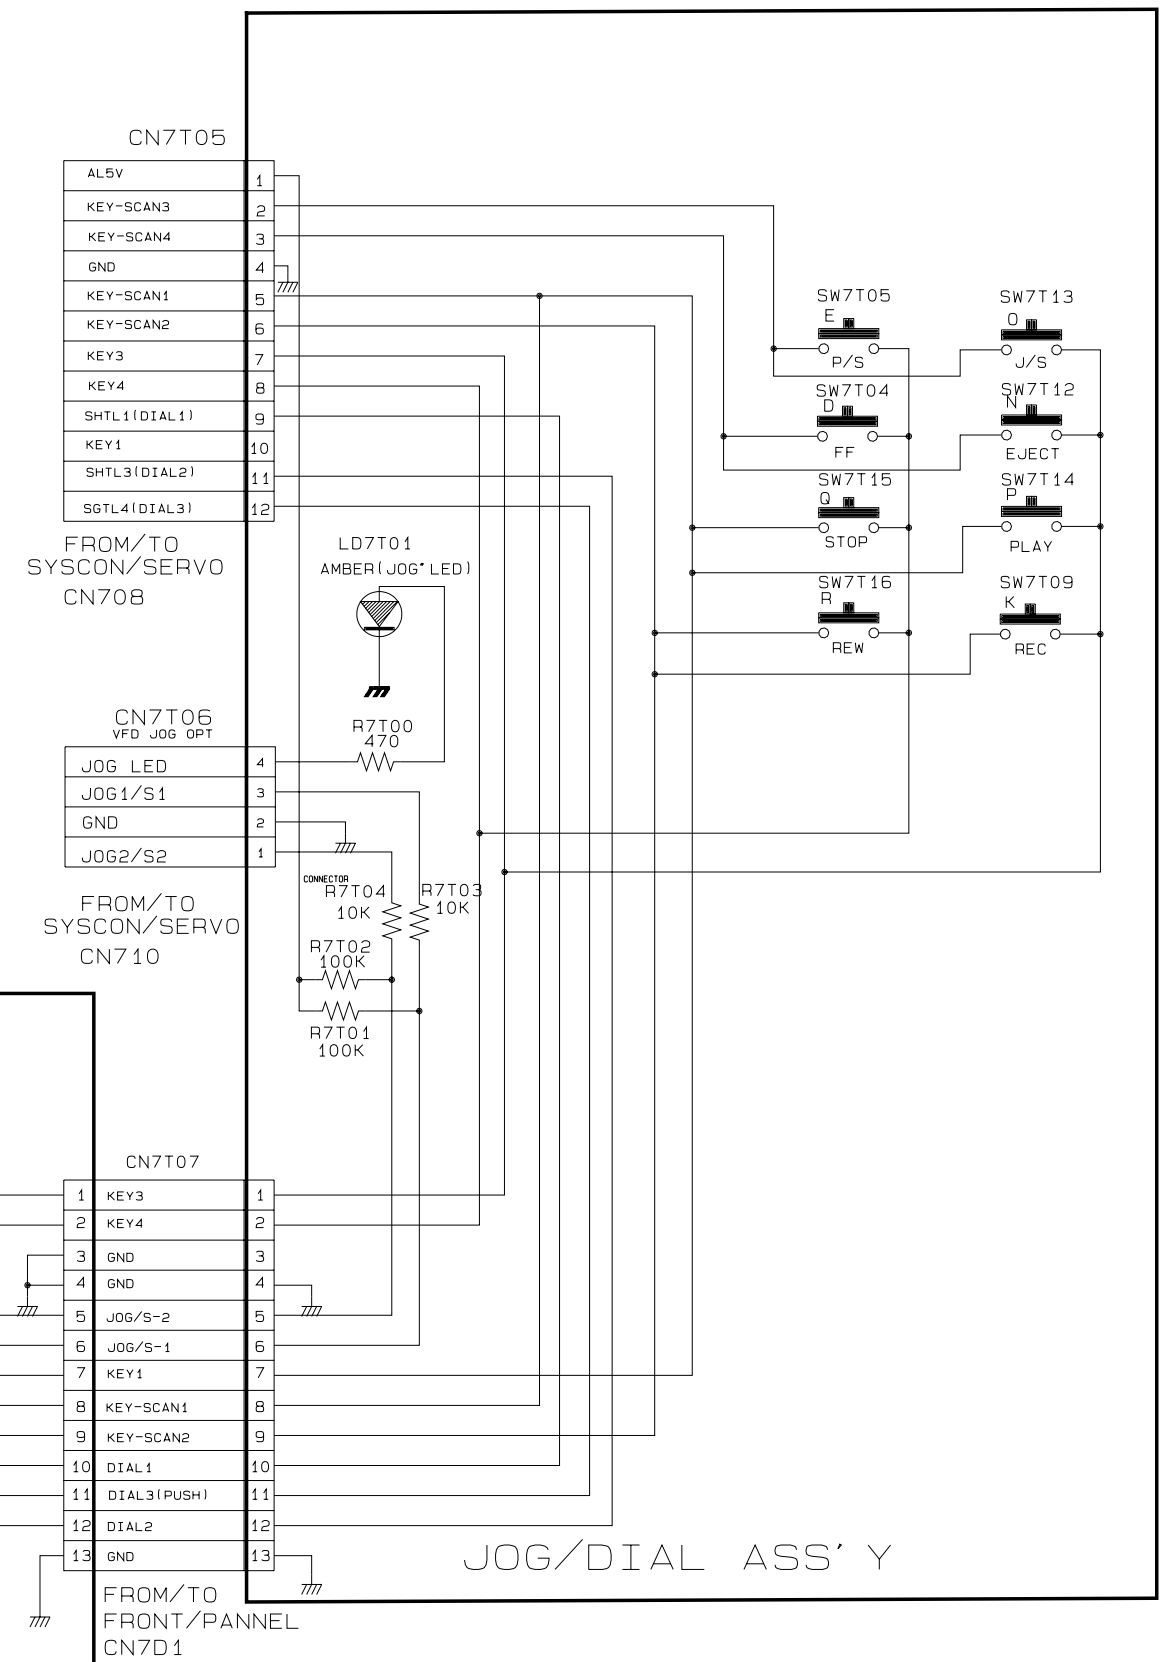 CN7T05
AL5V 1
KEY-SCAN3 2
KEY-SCAN4 3
GND 4
KEY-SCAN1 5
KEY-SCAN2 6
KEY3 7
KEY4 8
SHTL1(DIAL1) 9
KEY1 10
SHTL3(DIAL2) 11
SGTL4(DIAL3) 12
FROM/TO
SYSCON/SERVO
CN708
SW7T05
E
P/S
SW7T13
O
J/S
SW7T04
D
FF
SW7T12
N
EJECT
SW7T15
Q
STOP
SW7T14
P
PLAY
SW7T16
R
REW
SW7T09
K
REC
LD7T01
AMBER(JOG" LED)
R7T00
470
CN7T06
VFD JOG OPT
JOG LED 4
JOG1/S1 3
GND 2
JOG2/S2 1
FROM/TO
SYSCON/SERVO
CN710
CONNECTOR
R7T04
10K
R7T03
10K
R7T02
100K
R7T01
100K
CN7T07
1 KEY3 1
2 KEY4 2
3 GND 3
4 GND 4
5 JOG/S-2 5
6 JOG/S-1 6
7 KEY1 7
8 KEY-SCAN1 8
9 KEY-SCAN2 9
10 DIAL1 10
11 DIAL3(PUSH) 11
12 DIAL2 12
13 GND 13
FROM/TO
FRONT/PANNEL
CN7D1
JOG/DIAL ASS'Y